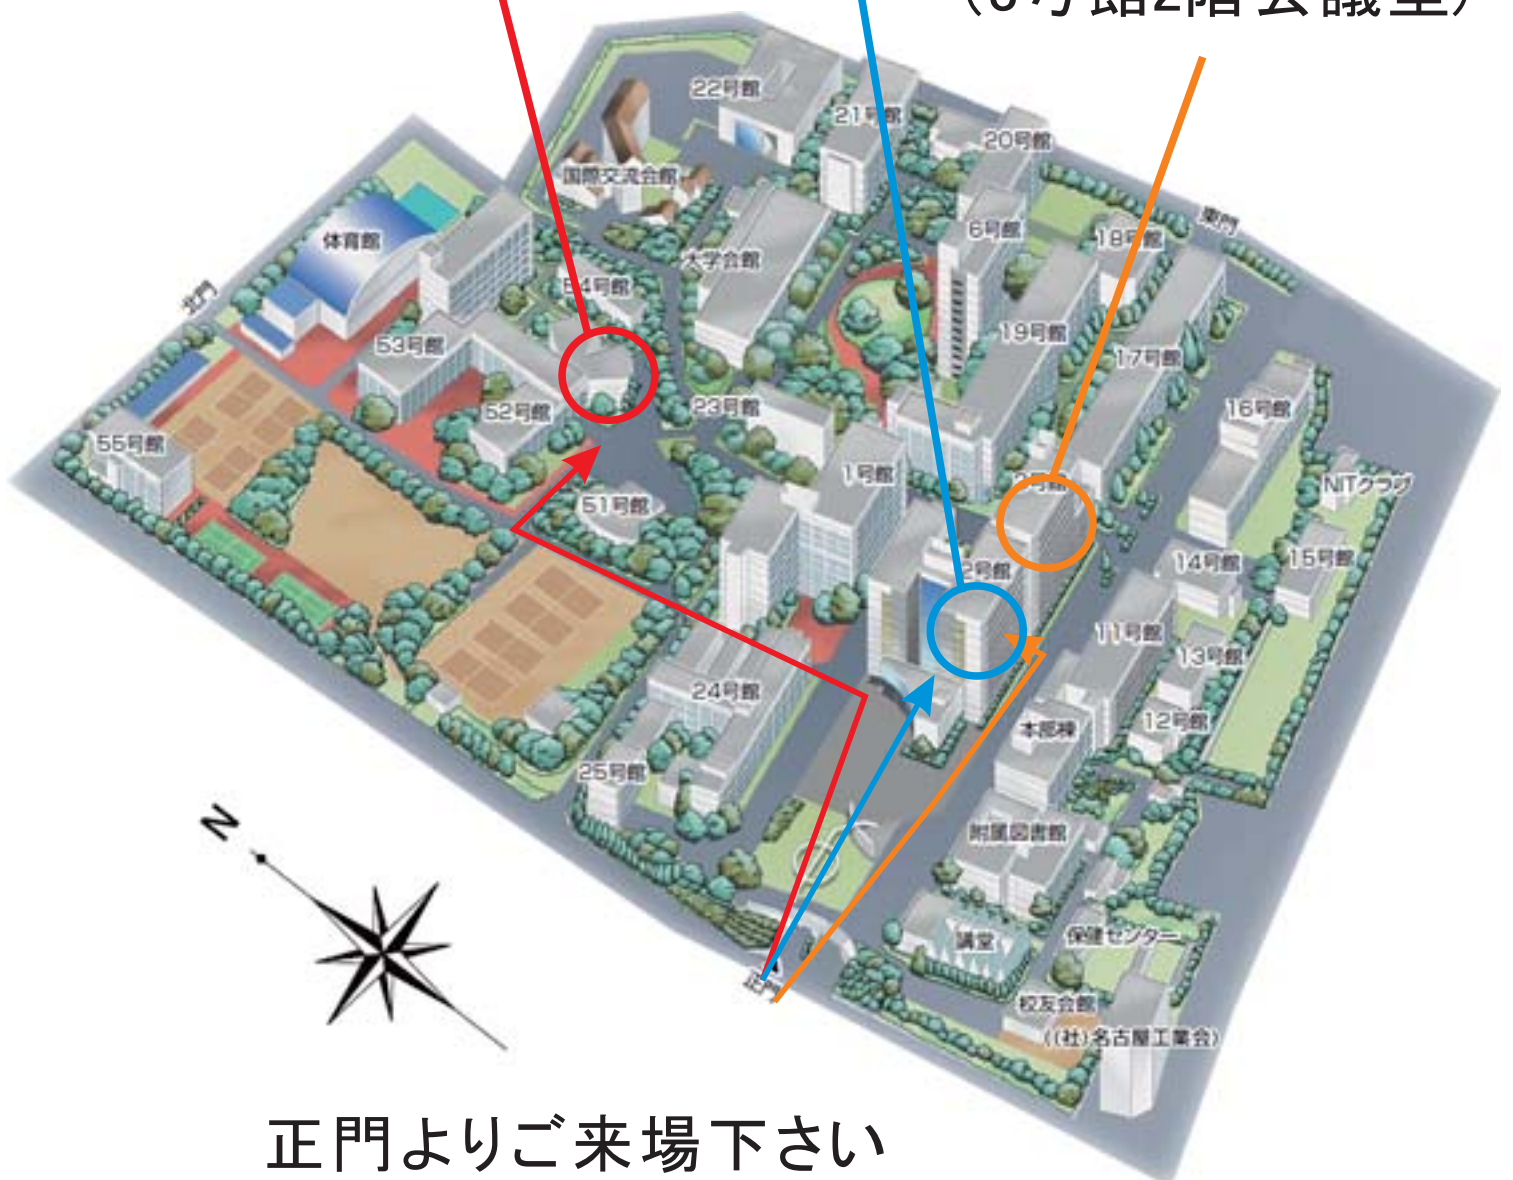 22号館
21号館
20号館
国際交流会館
東門
6号館
18号館
体育館
大学会館
54号館
北門
19号館
53号館
17号館
23号館
16号館
52号館
55号館
1号館
NITクラブ
51号館
2号館
14号館
15号館
11号館
13号館
24号館
12号館
本部棟
25号館
附属図書館
N
講堂
保健センター
正門
校友会館
((社)名古屋工業会)
正門よりご来場下さい